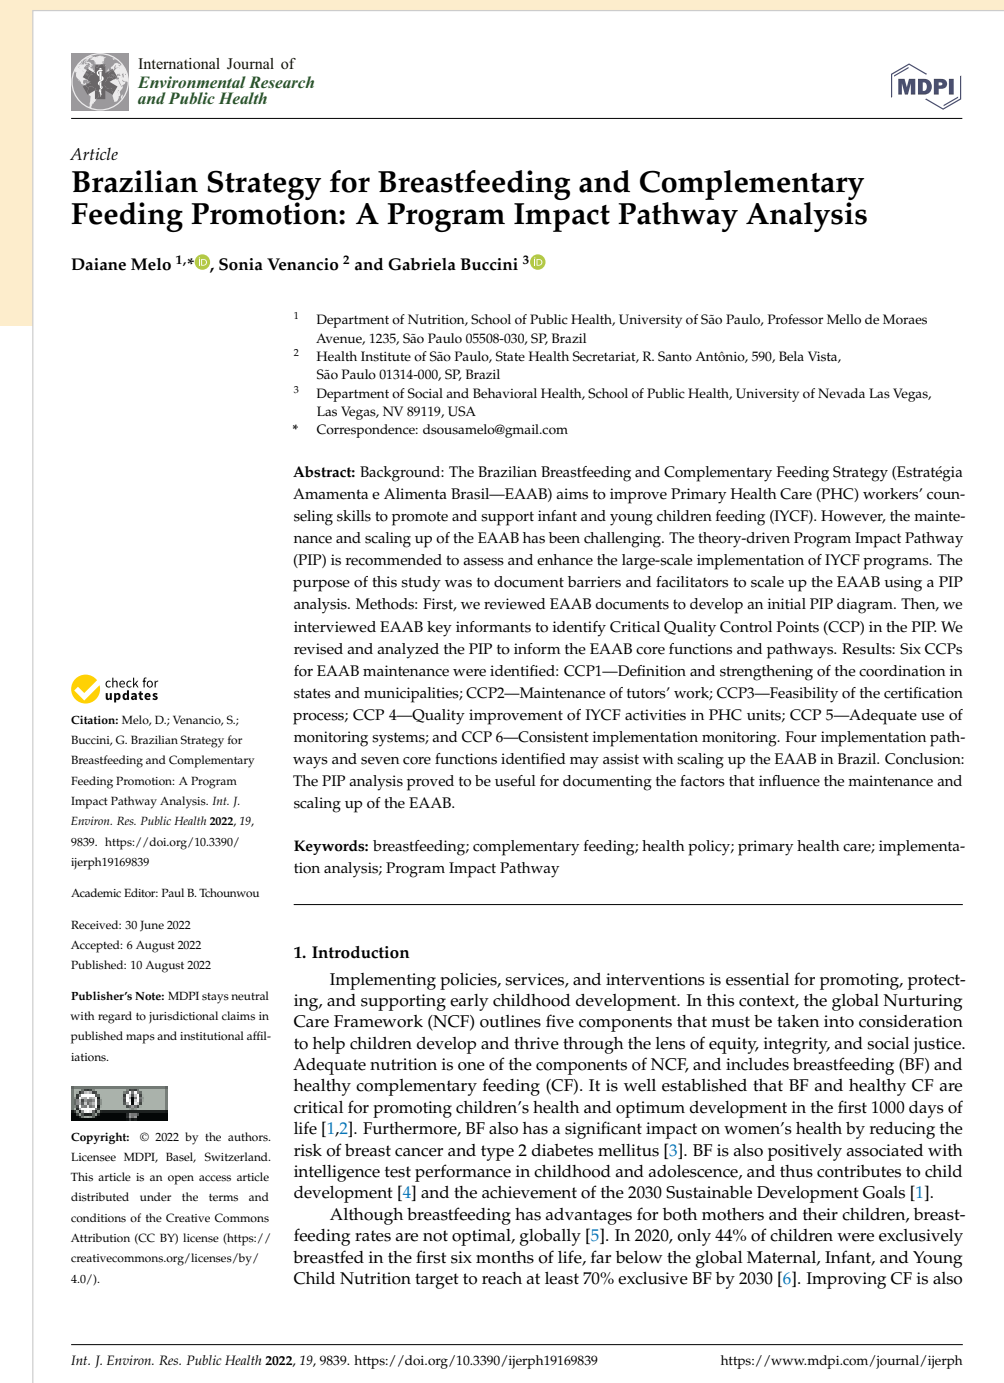 International Journal of
Environmental Research
and Public Health
MDPI
Article
Brazilian Strategy for Breastfeeding and Complementary
Feeding Promotion: A Program Impact Pathway Analysis
Daiane Melo 1,* iD, Sonia Venancio 2 and Gabriela Buccini 3 iD
1 Department of Nutrition, School of Public Health, University of São Paulo, Professor Mello de Moraes
Avenue, 1235, São Paulo 05508-030, SP, Brazil
2 Health Institute of São Paulo, State Health Secretariat, R. Santo Antônio, 590, Bela Vista,
São Paulo 01314-000, SP, Brazil
3 Department of Social and Behavioral Health, School of Public Health, University of Nevada Las Vegas,
Las Vegas, NV 89119, USA
* Correspondence: dsousamelo@gmail.com
Abstract: Background: The Brazilian Breastfeeding and Complementary Feeding Strategy (Estratégia
Amamenta e Alimenta Brasil—EAAB) aims to improve Primary Health Care (PHC) workers' coun-
seling skills to promote and support infant and young children feeding (IYCF). However, the mainte-
nance and scaling up of the EAAB has been challenging. The theory-driven Program Impact Pathway
(PIP) is recommended to assess and enhance the large-scale implementation of IYCF programs. The
purpose of this study was to document barriers and facilitators to scale up the EAAB using a PIP
analysis. Methods: First, we reviewed EAAB documents to develop an initial PIP diagram. Then, we
interviewed EAAB key informants to identify Critical Quality Control Points (CCP) in the PIP. We
revised and analyzed the PIP to inform the EAAB core functions and pathways. Results: Six CCPs
for EAAB maintenance were identified: CCP1—Definition and strengthening of the coordination in
states and municipalities; CCP2—Maintenance of tutors' work; CCP3—Feasibility of the certification
process; CCP 4—Quality improvement of IYCF activities in PHC units; CCP 5—Adequate use of
monitoring systems; and CCP 6—Consistent implementation monitoring. Four implementation path-
ways and seven core functions identified may assist with scaling up the EAAB in Brazil. Conclusion:
The PIP analysis proved to be useful for documenting the factors that influence the maintenance and
scaling up of the EAAB.
Keywords: breastfeeding; complementary feeding; health policy; primary health care; implementa-
tion analysis; Program Impact Pathway
check for
updates
Citation: Melo, D.; Venancio, S.;
Buccini, G. Brazilian Strategy for
Breastfeeding and Complementary
Feeding Promotion: A Program
Impact Pathway Analysis. Int. J.
Environ. Res. Public Health 2022, 19,
9839. https://doi.org/10.3390/
ijerph19169839
Academic Editor: Paul B. Tchounwou
Received: 30 June 2022
Accepted: 6 August 2022
Published: 10 August 2022
Publisher's Note: MDPI stays neutral
with regard to jurisdictional claims in
published maps and institutional affil-
iations.
cc
BY
Copyright: © 2022 by the authors.
Licensee MDPI, Basel, Switzerland.
This article is an open access article
distributed under the terms and
conditions of the Creative Commons
Attribution (CC BY) license (https://
creativecommons.org/licenses/by/
4.0/).
1. Introduction
Implementing policies, services, and interventions is essential for promoting, protect-
ing, and supporting early childhood development. In this context, the global Nurturing
Care Framework (NCF) outlines five components that must be taken into consideration
to help children develop and thrive through the lens of equity, integrity, and social justice.
Adequate nutrition is one of the components of NCF, and includes breastfeeding (BF) and
healthy complementary feeding (CF). It is well established that BF and healthy CF are
critical for promoting children's health and optimum development in the first 1000 days of
life [1,2]. Furthermore, BF also has a significant impact on women's health by reducing the
risk of breast cancer and type 2 diabetes mellitus [3]. BF is also positively associated with
intelligence test performance in childhood and adolescence, and thus contributes to child
development [4] and the achievement of the 2030 Sustainable Development Goals [1].
Although breastfeeding has advantages for both mothers and their children, breast-
feeding rates are not optimal, globally [5]. In 2020, only 44% of children were exclusively
breastfed in the first six months of life, far below the global Maternal, Infant, and Young
Child Nutrition target to reach at least 70% exclusive BF by 2030 [6]. Improving CF is also
Int. J. Environ. Res. Public Health 2022, 19, 9839. https://doi.org/10.3390/ijerph19169839
https://www.mdpi.com/journal/ijerph